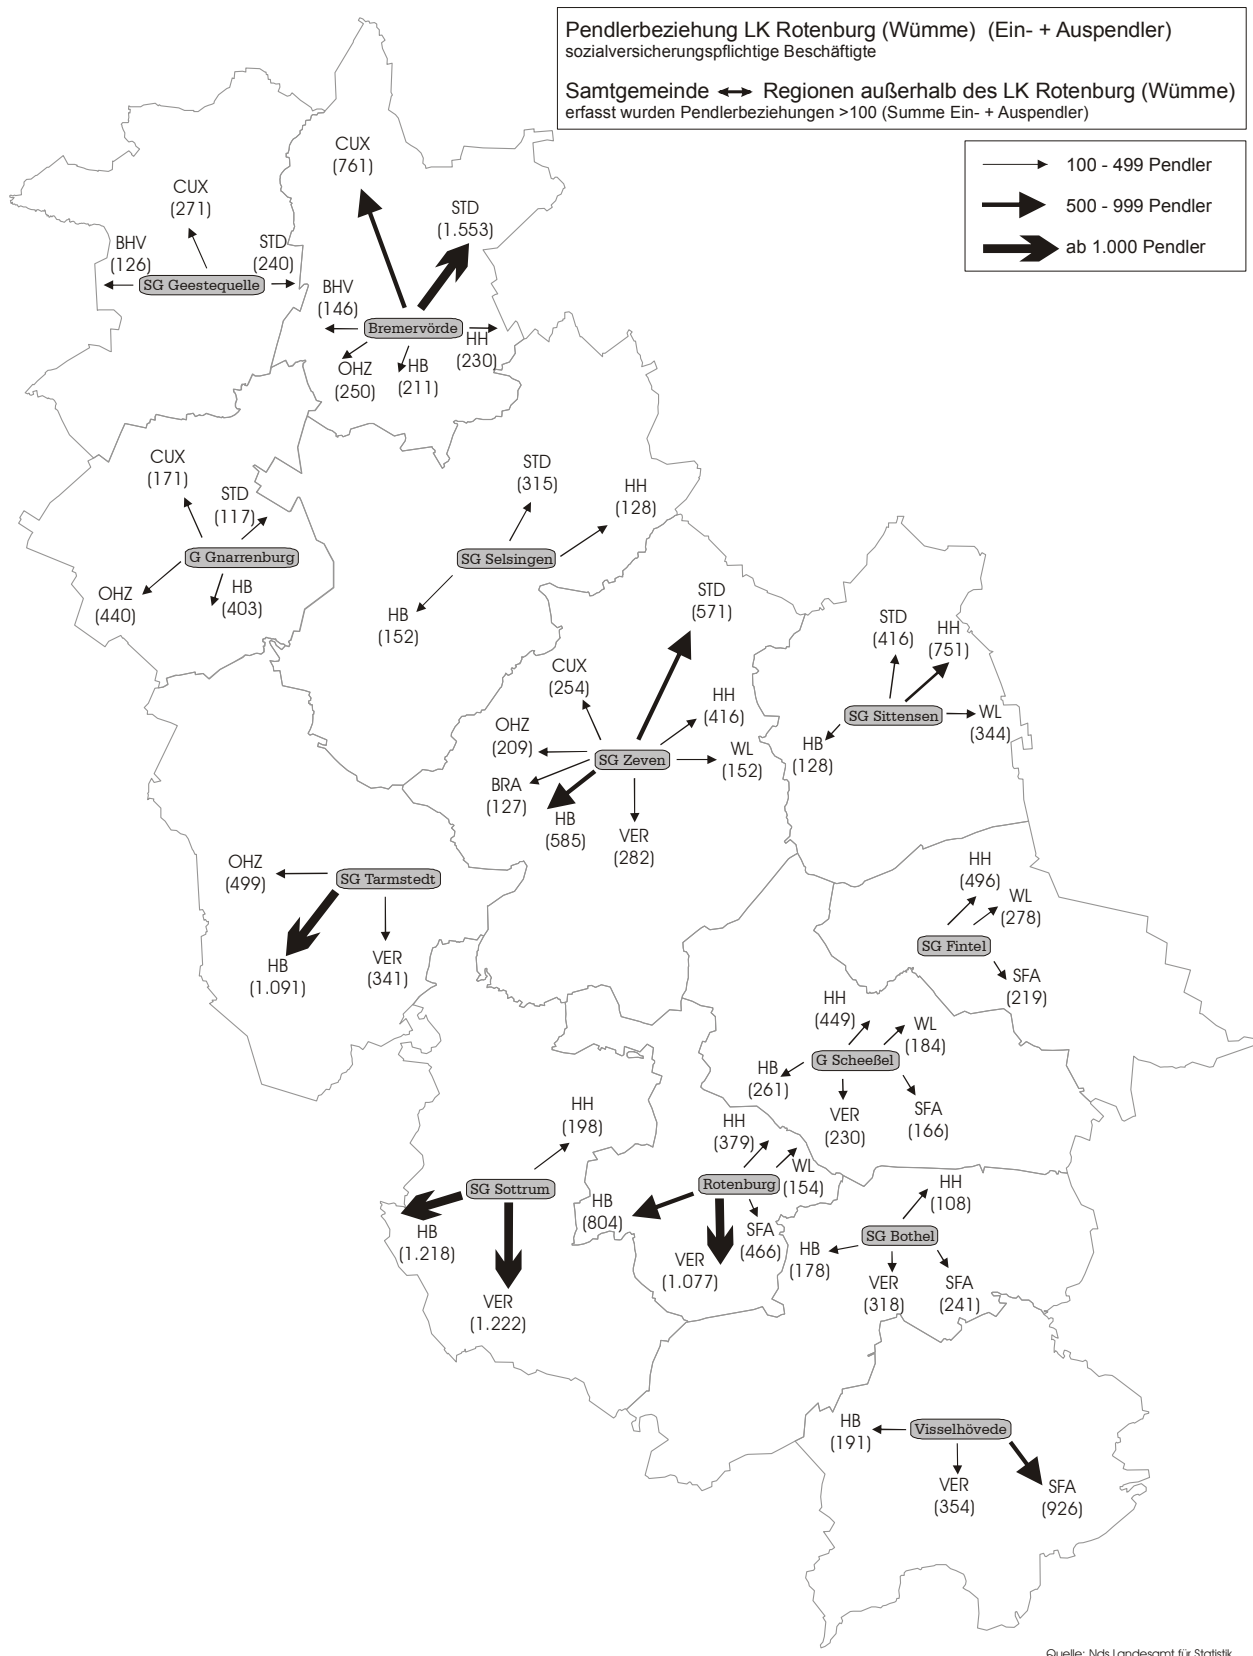 Pendlerbeziehung LK Rotenburg (Wümme) (Ein- + Auspendler)
sozialversicherungspflichtige Beschäftigte
Samtgemeinde ↔ Regionen außerhalb des LK Rotenburg (Wümme)
erfasst wurden Pendlerbeziehungen >100 (Summe Ein- + Auspendler)
100 - 499 Pendler
500 - 999 Pendler
ab 1.000 Pendler
CUX
(271)
BHV
(126)
STD
(240)
SG Geestequelle
CUX
(761)
STD
(1.553)
BHV
(146)
Bremervörde
HH
(230)
OHZ
(250)
HB
(211)
CUX
(171)
STD
(117)
G Gnarrenburg
OHZ
(440)
HB
(403)
STD
(315)
HH
(128)
SG Selsingen
HB
(152)
STD
(571)
CUX
(254)
HH
(416)
OHZ
(209)
SG Zeven
WL
(152)
BRA
(127)
HB
(585)
VER
(282)
STD
(416)
HH
(751)
SG Sittensen
WL
(344)
HB
(128)
OHZ
(499)
SG Tarmstedt
HB
(1.091)
VER
(341)
HH
(496)
WL
(278)
SG Fintel
SFA
(219)
HH
(449)
WL
(184)
G Scheeßel
HB
(261)
VER
(230)
SFA
(166)
HH
(198)
SG Sottrum
HB
(1.218)
VER
(1.222)
HH
(379)
WL
(154)
Rotenburg
HB
(804)
SFA
(466)
VER
(1.077)
HH
(108)
SG Bothel
HB
(178)
VER
(318)
SFA
(241)
HB
(191)
Visselhövede
VER
(354)
SFA
(926)
Quelle: Nds.Landesamt für Statistik